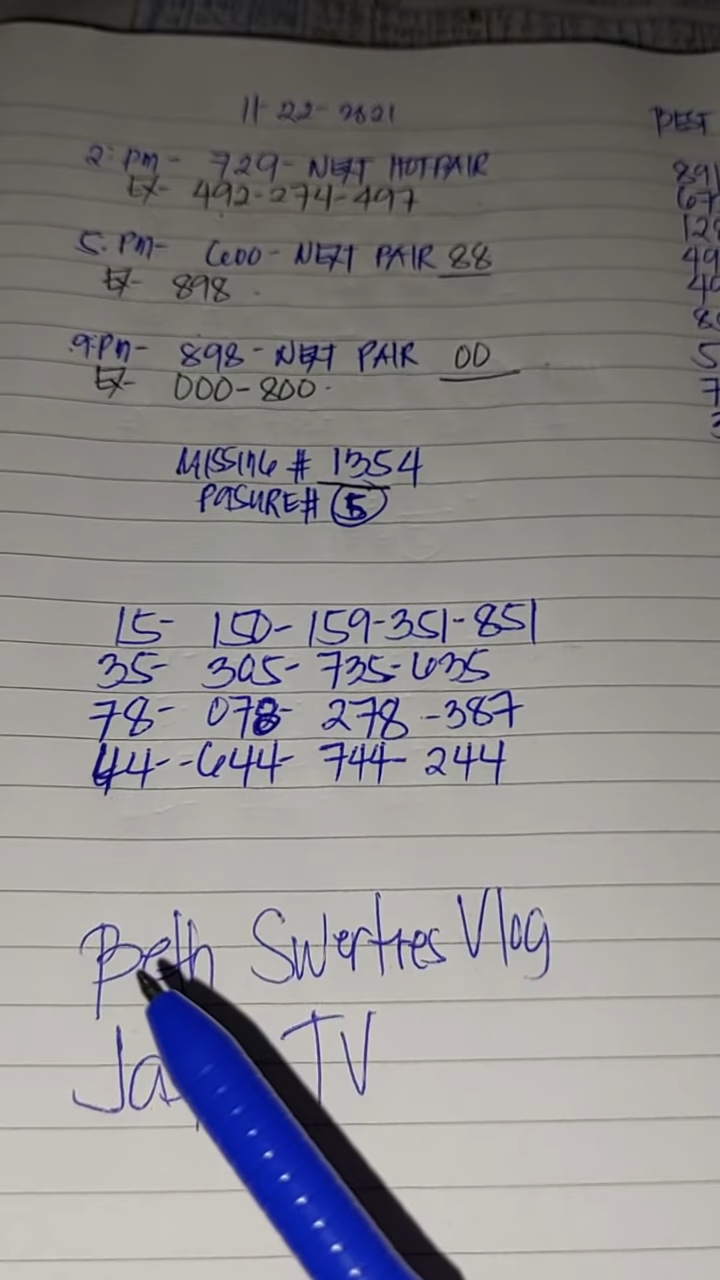 11-22-2021
2:PM- 729- NEXT HOTPAIR
EX- 492-274-497
5:PM- 600- NEXT PAIR 88
EX- 898
9:PM- 898- NEXT PAIR 00
EX- 000-800
MISSING # 1354
PASURE# 5
15- 150-159-351-851
35- 305-735-635
78- 078- 278-387
44- 644- 744- 244
Beth Swertres Vlog
TV
BEST